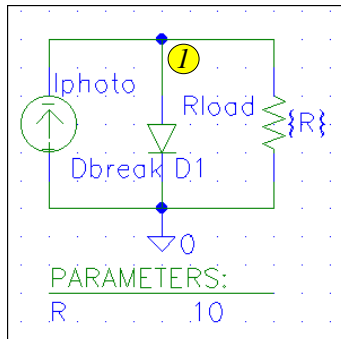 1
Iphoto
Rload
{R}
Dbreak D1
0
PARAMETERS:
R 10